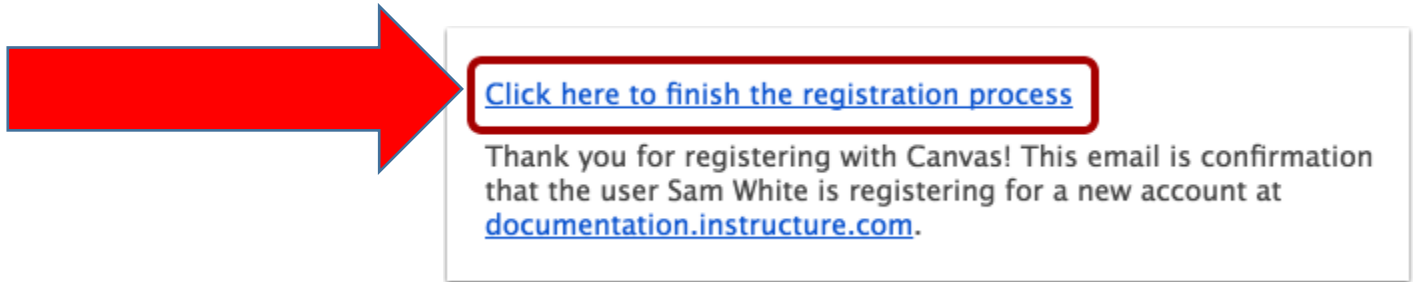 Click here to finish the registration process
Thank you for registering with Canvas! This email is confirmation
that the user Sam White is registering for a new account at
documentation.instructure.com.